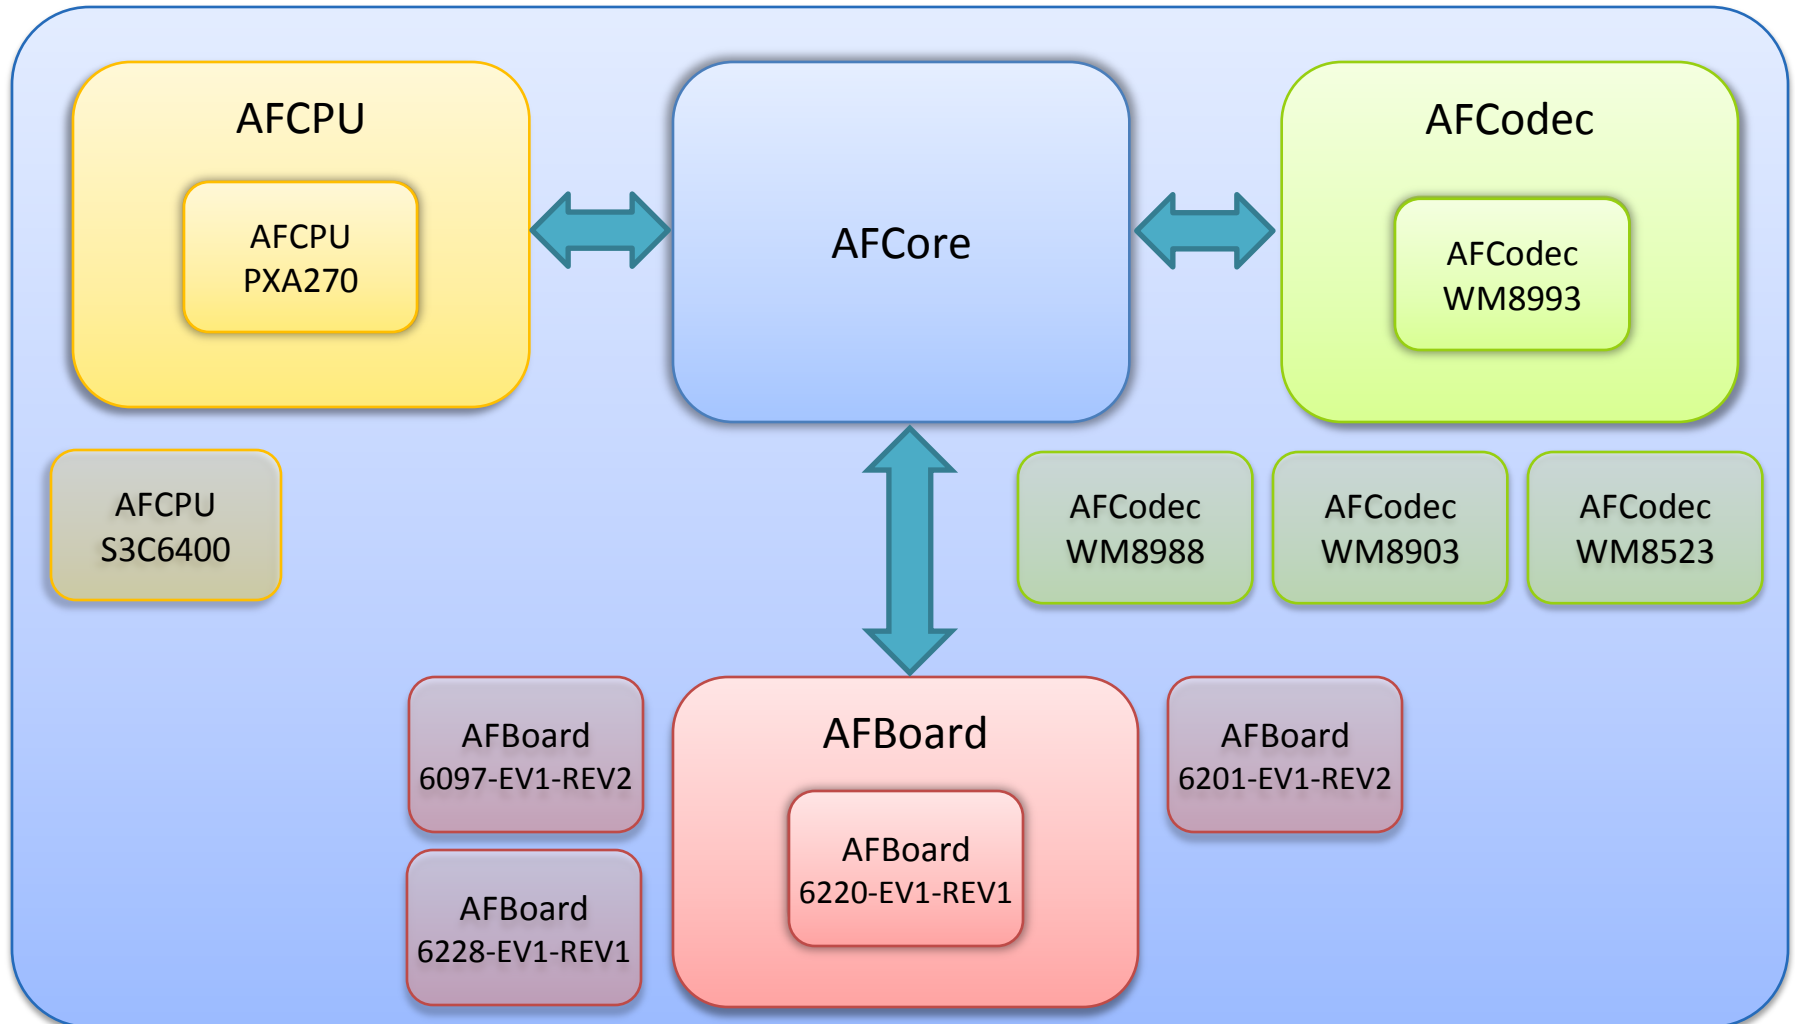 AFCPU
AFCPU
PXA270
AFCore
AFCodec
AFCodec
WM8993
AFCPU
S3C6400
AFCodec
WM8988
AFCodec
WM8903
AFCodec
WM8523
AFBoard
6097-EV1-REV2
AFBoard
6228-EV1-REV1
AFBoard
AFBoard
6220-EV1-REV1
AFBoard
6201-EV1-REV2